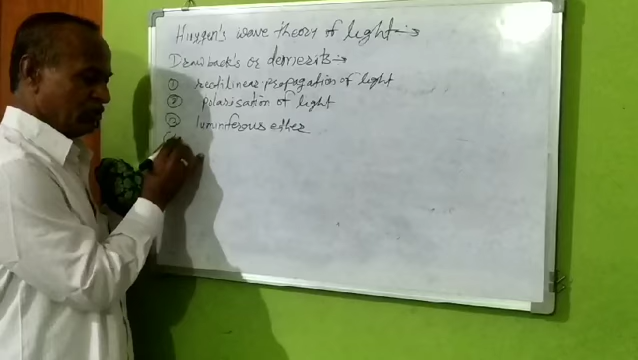 Huygen's wave theory of light→
Drawback's or demerits→
① rectilinear propagation of light
② polarisation of light
③ luminiferous ether